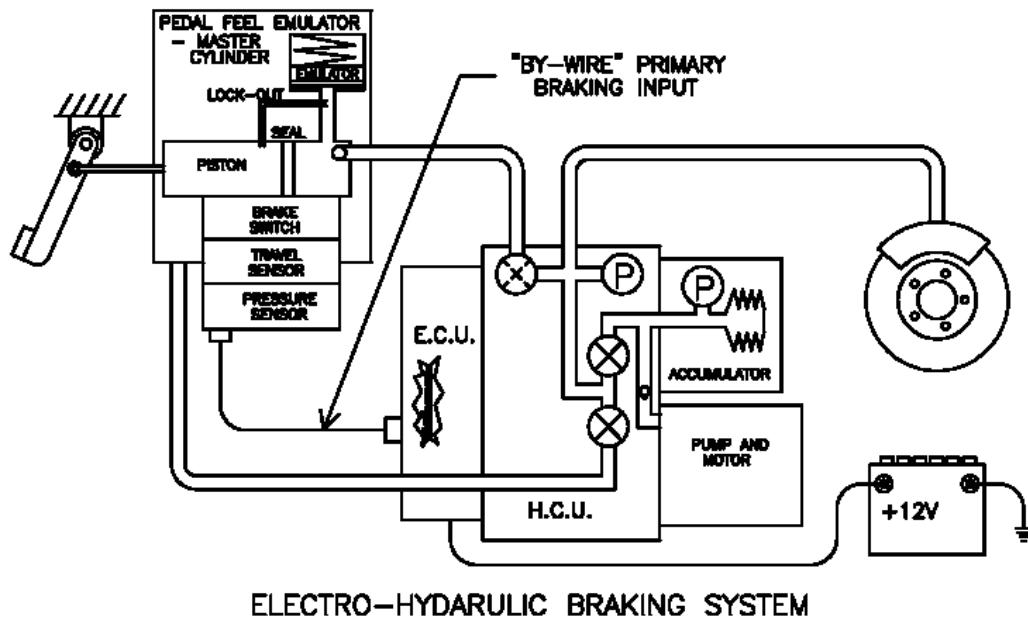 PEDAL FEEL EMULATOR
- MASTER
CYLINDER
EMULATOR
LOCK-OUT
SEAL
PISTON
BRAKE
SWITCH
TRAVEL
SENSOR
PRESSURE
SENSOR
"BY-WIRE" PRIMARY
BRAKING INPUT
E.C.U.
P
P
ACCUMULATOR
PUMP AND
MOTOR
H.C.U.
+12V
ELECTRO-HYDARULIC BRAKING SYSTEM